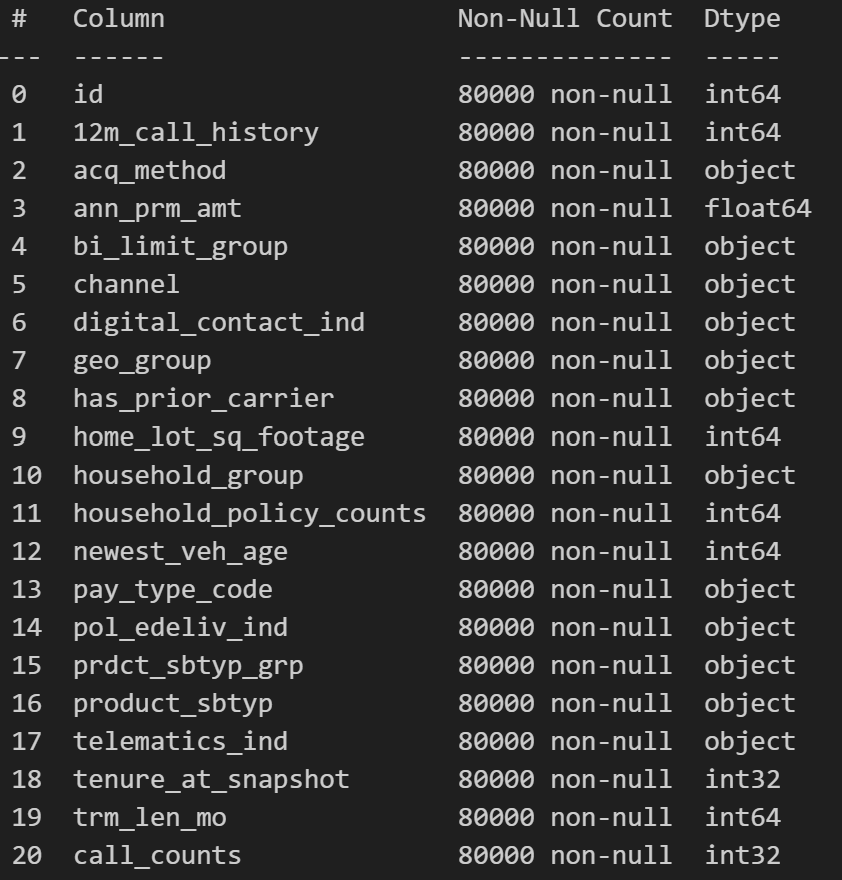 #   Column                   Non-Null Count  Dtype
---  ------                   --------------  -----
0   id                       80000 non-null  int64
1   12m_call_history         80000 non-null  int64
2   acq_method               80000 non-null  object
3   ann_prm_amt              80000 non-null  float64
4   bi_limit_group           80000 non-null  object
5   channel                  80000 non-null  object
6   digital_contact_ind      80000 non-null  object
7   geo_group                80000 non-null  object
8   has_prior_carrier        80000 non-null  object
9   home_lot_sq_footage      80000 non-null  int64
10  household_group          80000 non-null  object
11  household_policy_counts  80000 non-null  int64
12  newest_veh_age           80000 non-null  int64
13  pay_type_code            80000 non-null  object
14  pol_edeliv_ind           80000 non-null  object
15  prdct_sbtyp_grp          80000 non-null  object
16  product_sbtyp            80000 non-null  object
17  telematics_ind           80000 non-null  object
18  tenure_at_snapshot       80000 non-null  int32
19  trm_len_mo               80000 non-null  int64
20  call_counts              80000 non-null  int32